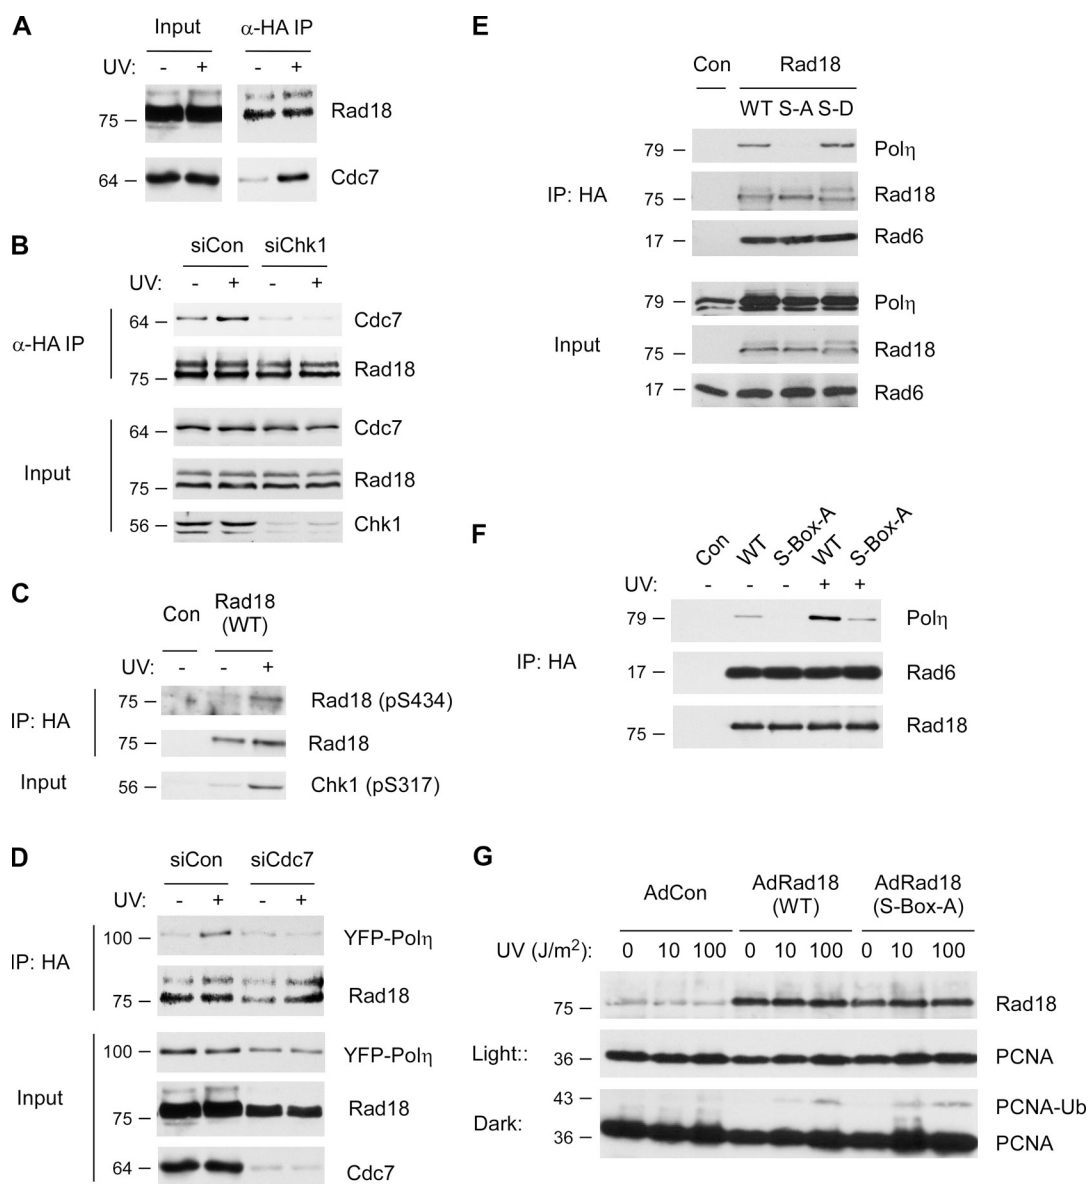 A
Input α-HA IP
UV: - + - +
75 – Rad18
64 – Cdc7
B
siCon siChk1
UV: - + - +
α-HA IP
64 – Cdc7
75 – Rad18
Input
64 – Cdc7
75 – Rad18
56 – Chk1
C
Con Rad18
(WT)
UV: - - +
IP: HA
75 – Rad18 (pS434)
75 – Rad18
Input
56 – Chk1 (pS317)
D
siCon siCdc7
UV: - + - +
IP: HA
100 – YFP-Polη
75 – Rad18
Input
100 – YFP-Polη
75 – Rad18
64 – Cdc7
E
Con Rad18
WT S-A S-D
IP: HA
79 – Polη
75 – Rad18
17 – Rad6
Input
79 – Polη
75 – Rad18
17 – Rad6
F
Con WT S-Box-A WT S-Box-A
UV: - - - + +
IP: HA
79 – Polη
17 – Rad6
75 – Rad18
G
AdCon AdRad18 AdRad18
(WT) (S-Box-A)
UV (J/m²): 0 10 100 0 10 100 0 10 100
75 – Rad18
Light:: 36 – PCNA
43 – PCNA-Ub
Dark: 36 – PCNA